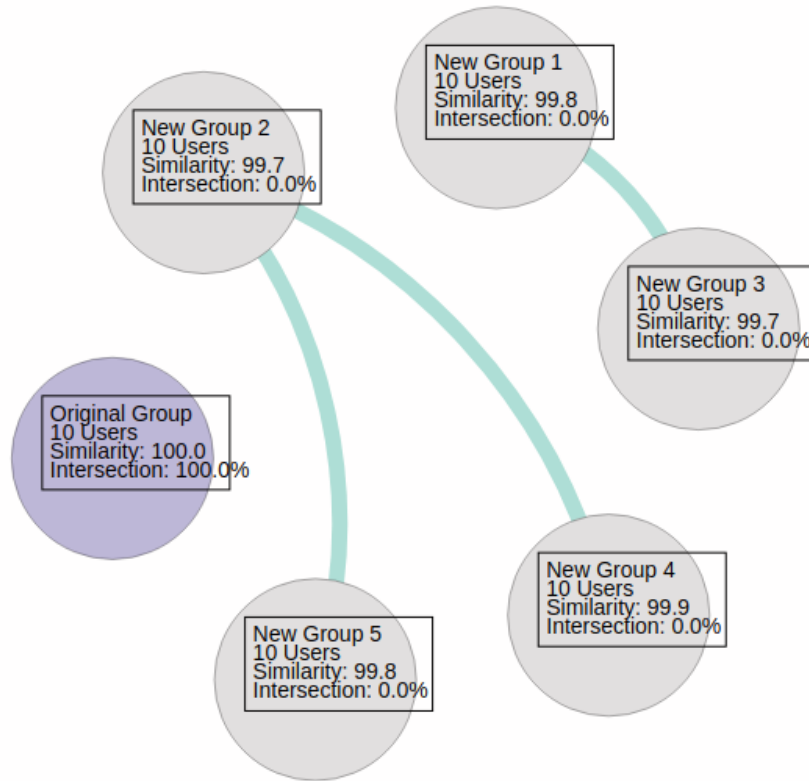 New Group 1
10 Users
Similarity: 99.8
Intersection: 0.0%
New Group 2
10 Users
Similarity: 99.7
Intersection: 0.0%
New Group 3
10 Users
Similarity: 99.7
Intersection: 0.0%
Original Group
10 Users
Similarity: 100.0
Intersection: 100.0%
New Group 4
10 Users
Similarity: 99.9
Intersection: 0.0%
New Group 5
10 Users
Similarity: 99.8
Intersection: 0.0%